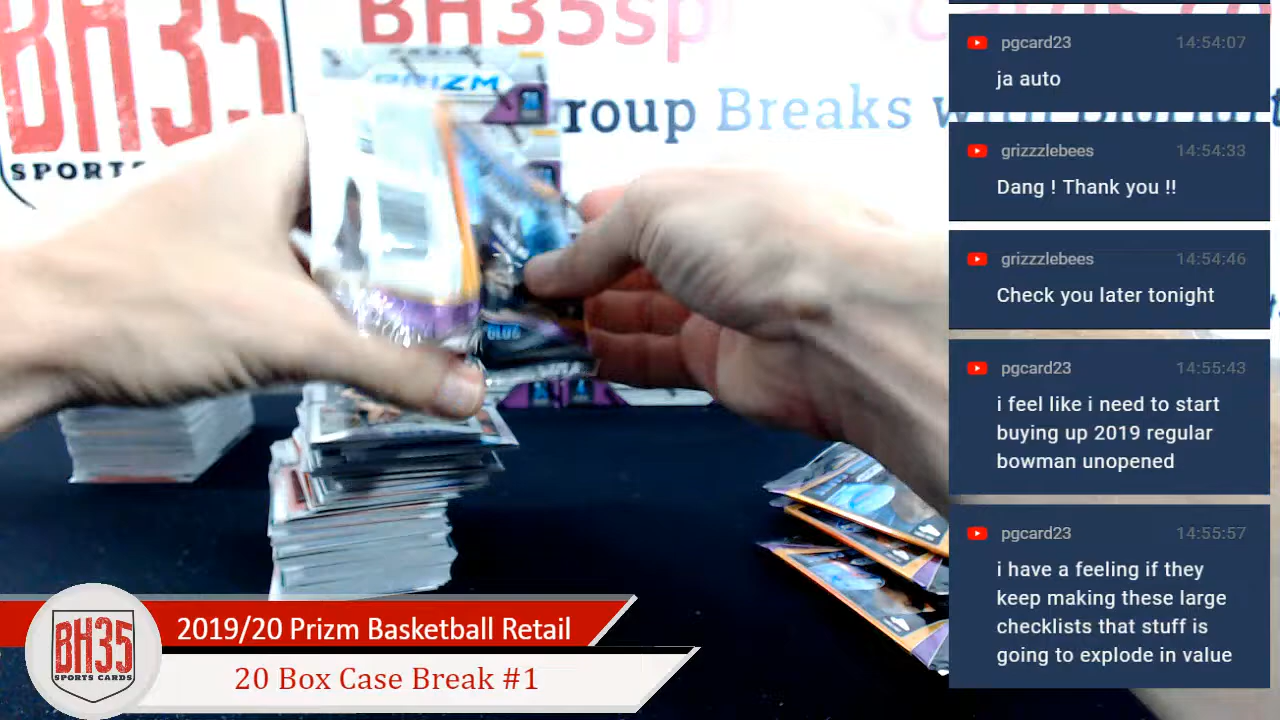 BH35
SPORTS
BH35sp
roup Breaks w
PRIZM
pgcard23 14:54:07
ja auto
grizzzlebees 14:54:33
Dang ! Thank you !!
grizzzlebees 14:54:46
Check you later tonight
pgcard23 14:55:43
i feel like i need to start
buying up 2019 regular
bowman unopened
pgcard23 14:55:57
i have a feeling if they
keep making these large
checklists that stuff is
going to explode in value
BH35
SPORTS CARDS
2019/20 Prizm Basketball Retail
20 Box Case Break #1